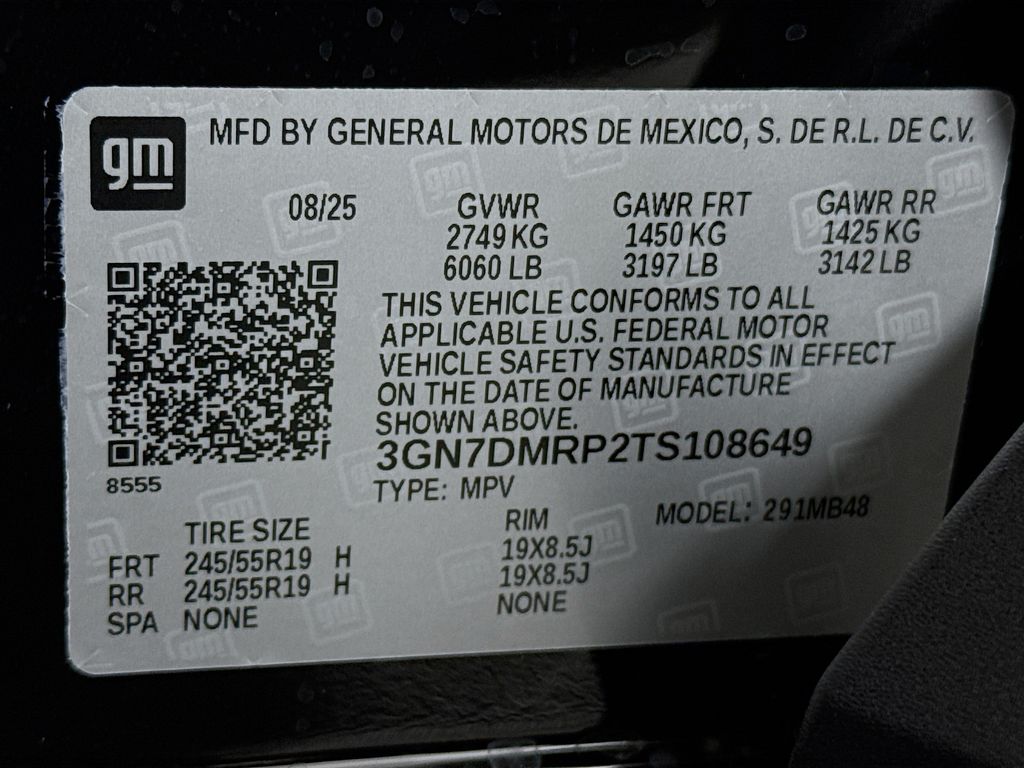 gm
MFD BY GENERAL MOTORS DE MEXICO, S. DE R.L. DE C.V.
08/25 GVWR GAWR FRT GAWR RR
2749 KG 1450 KG 1425 KG
6060 LB 3197 LB 3142 LB
THIS VEHICLE CONFORMS TO ALL
APPLICABLE U.S. FEDERAL MOTOR
VEHICLE SAFETY STANDARDS IN EFFECT
ON THE DATE OF MANUFACTURE
SHOWN ABOVE.
3GN7DMRP2TS108649
8555
TYPE: MPV
MODEL: 291MB48
TIRE SIZE RIM
FRT 245/55R19 H 19X8.5J
RR 245/55R19 H 19X8.5J
SPA NONE NONE